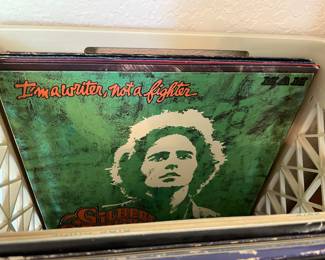 I'm a writer, not a fighter
MAM